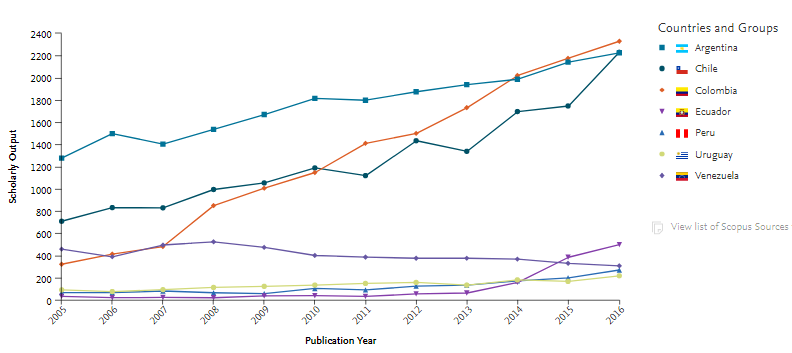 Countries and Groups
Argentina
Chile
Colombia
Ecuador
Peru
Uruguay
Venezuela
View list of Scopus Sources
Scholarly Output
2400
2200
2000
1800
1600
1400
1200
1000
800
600
400
200
0
2005
2006
2007
2008
2009
2010
2011
2012
2013
2014
2015
2016
Publication Year